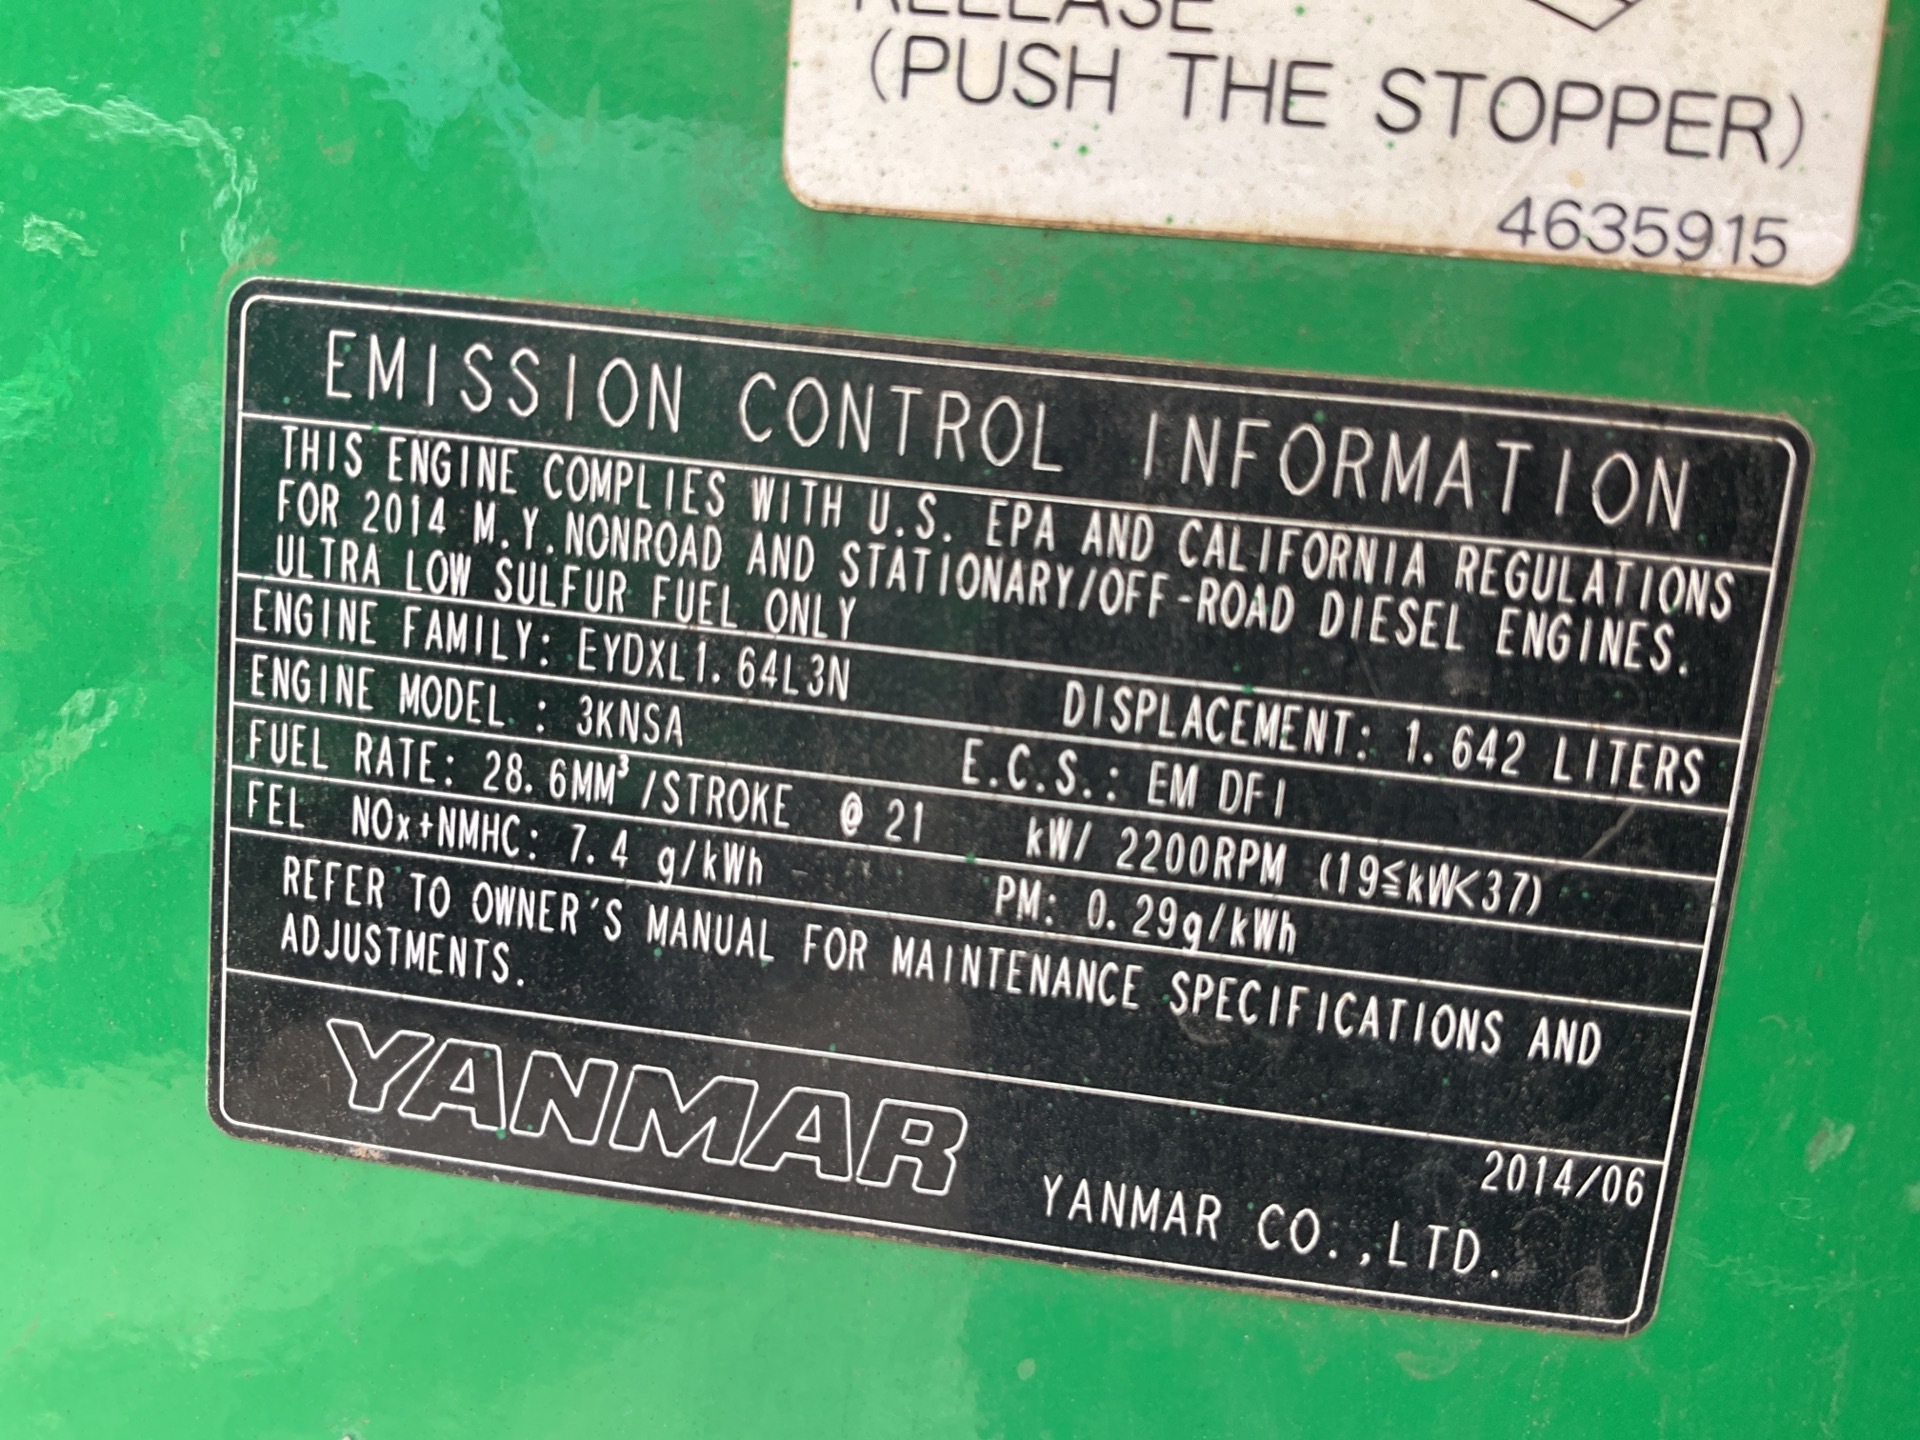 RELEASE
(PUSH THE STOPPER)
4635915
EMISSION CONTROL INFORMATION
THIS ENGINE COMPLIES WITH U.S. EPA AND CALIFORNIA REGULATIONS
FOR 2014 M.Y.NONROAD AND STATIONARY/OFF-ROAD DIESEL ENGINES.
ULTRA LOW SULFUR FUEL ONLY
ENGINE FAMILY: EYDXL1.64L3N DISPLACEMENT: 1.642 LITERS
ENGINE MODEL : 3KNSA E.C.S.: EM DFI
FUEL RATE: 28.6MM³/STROKE @ 21 kW/ 2200RPM (19≦kW<37)
FEL NOx+NMHC: 7.4 g/kWh PM: 0.29g/kWh
REFER TO OWNER'S MANUAL FOR MAINTENANCE SPECIFICATIONS AND
ADJUSTMENTS.
2014/06
YANMAR YANMAR CO.,LTD.